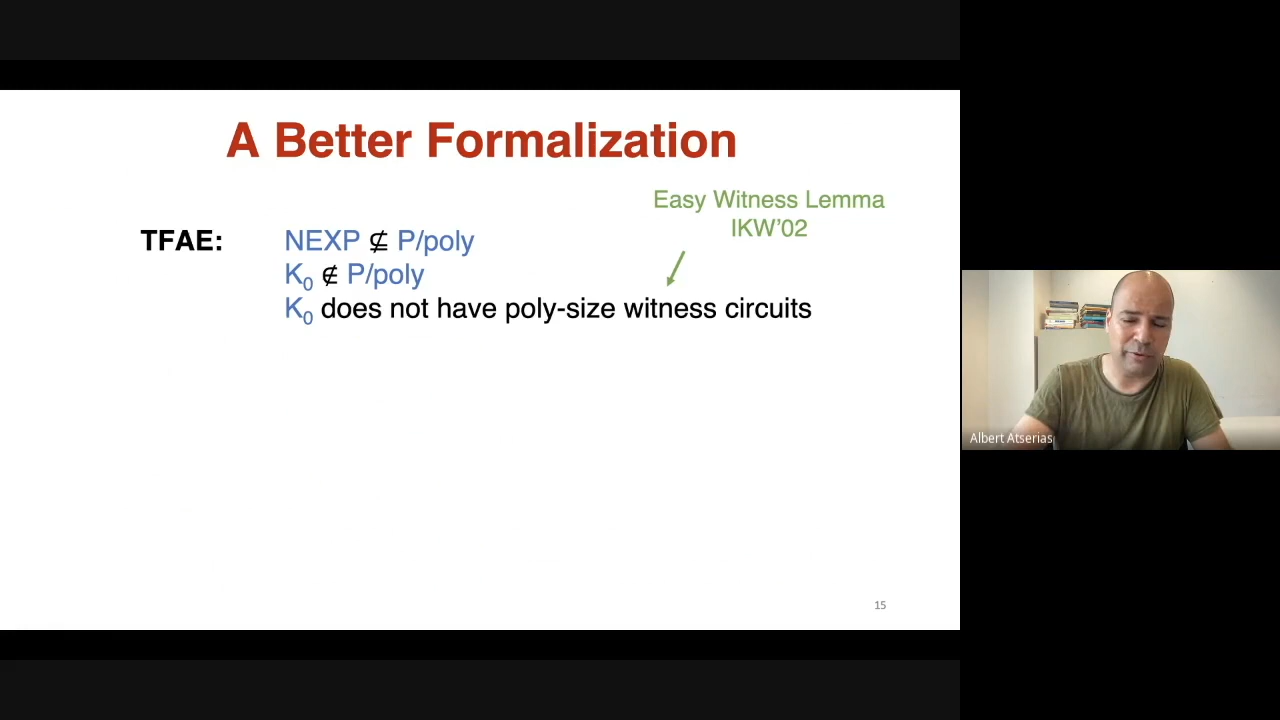 A Better Formalization
Easy Witness Lemma
IKW'02
TFAE: NEXP ⊈ P/poly
K₀ ∉ P/poly
K₀ does not have poly-size witness circuits
15
Albert Atserias